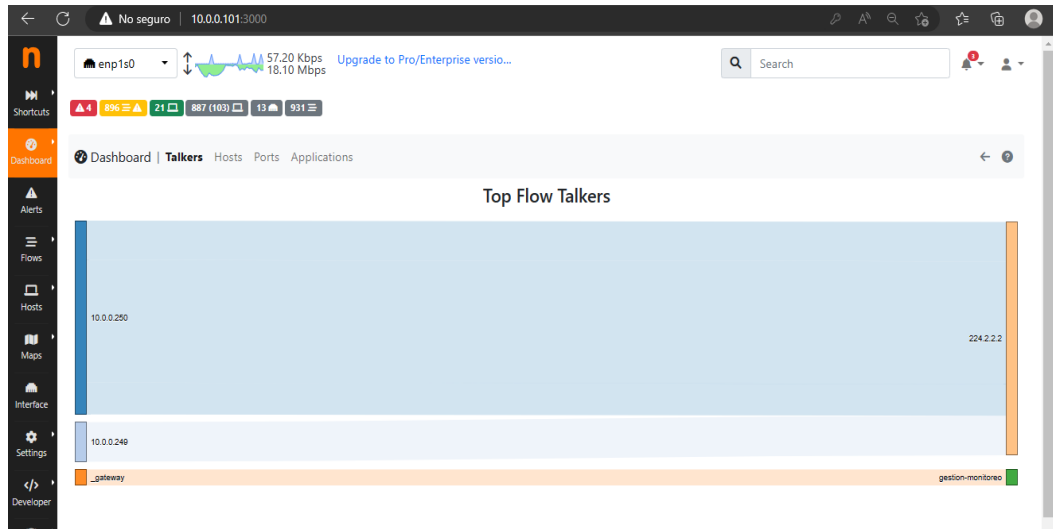 No seguro 10.0.0.101:3000
n
enp1s0
57.20 Kbps
18.10 Mbps
Upgrade to Pro/Enterprise versio...
Search
3
Shortcuts
4 896 21 887 (103) 13 931
Dashboard
Dashboard | Talkers Hosts Ports Applications
Alerts
Top Flow Talkers
Flows
Hosts
10.0.0.250
224.2.2.2
Maps
Interface
10.0.0.249
Settings
_gateway
gestion-monitoreo
Developer